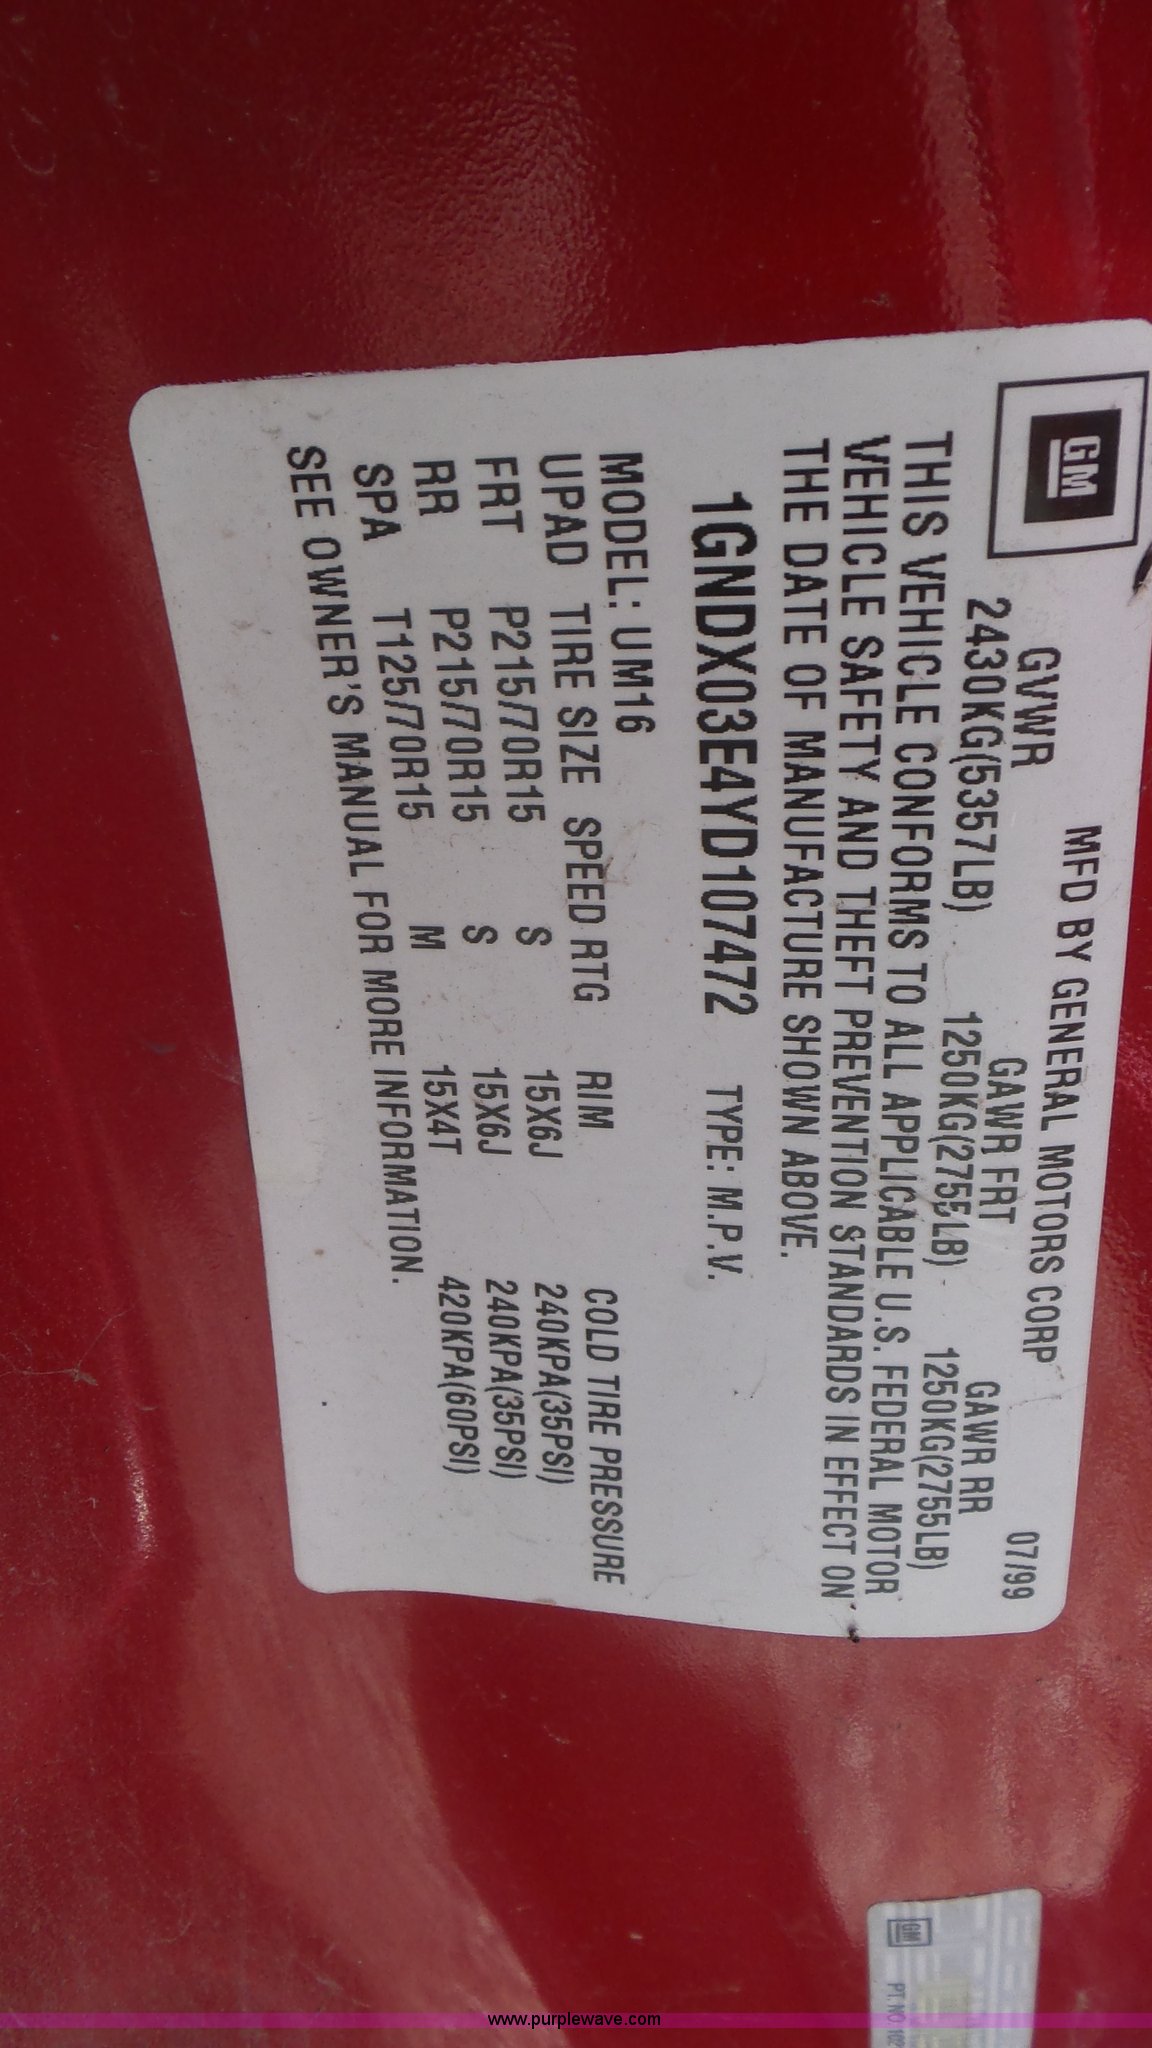 GM
MFD BY GENERAL MOTORS CORP 07/99
GVWR GAWR FRT GAWR RR
2430KG(5357LB) 1250KG(2755LB) 1250KG(2755LB)
THIS VEHICLE CONFORMS TO ALL APPLICABLE U.S. FEDERAL MOTOR
VEHICLE SAFETY AND THEFT PREVENTION STANDARDS IN EFFECT ON
THE DATE OF MANUFACTURE SHOWN ABOVE.
1GNDX03E4YD107472 TYPE: M.P.V.
MODEL: UM16
UPAD TIRE SIZE SPEED RTG RIM COLD TIRE PRESSURE
FRT P215/70R15 S 15X6J 240KPA(35PSI)
RR P215/70R15 S 15X6J 240KPA(35PSI)
SPA T125/70R15 M 15X4T 420KPA(60PSI)
SEE OWNER'S MANUAL FOR MORE INFORMATION.
GM
PT. NO. 102
www.purplewave.com